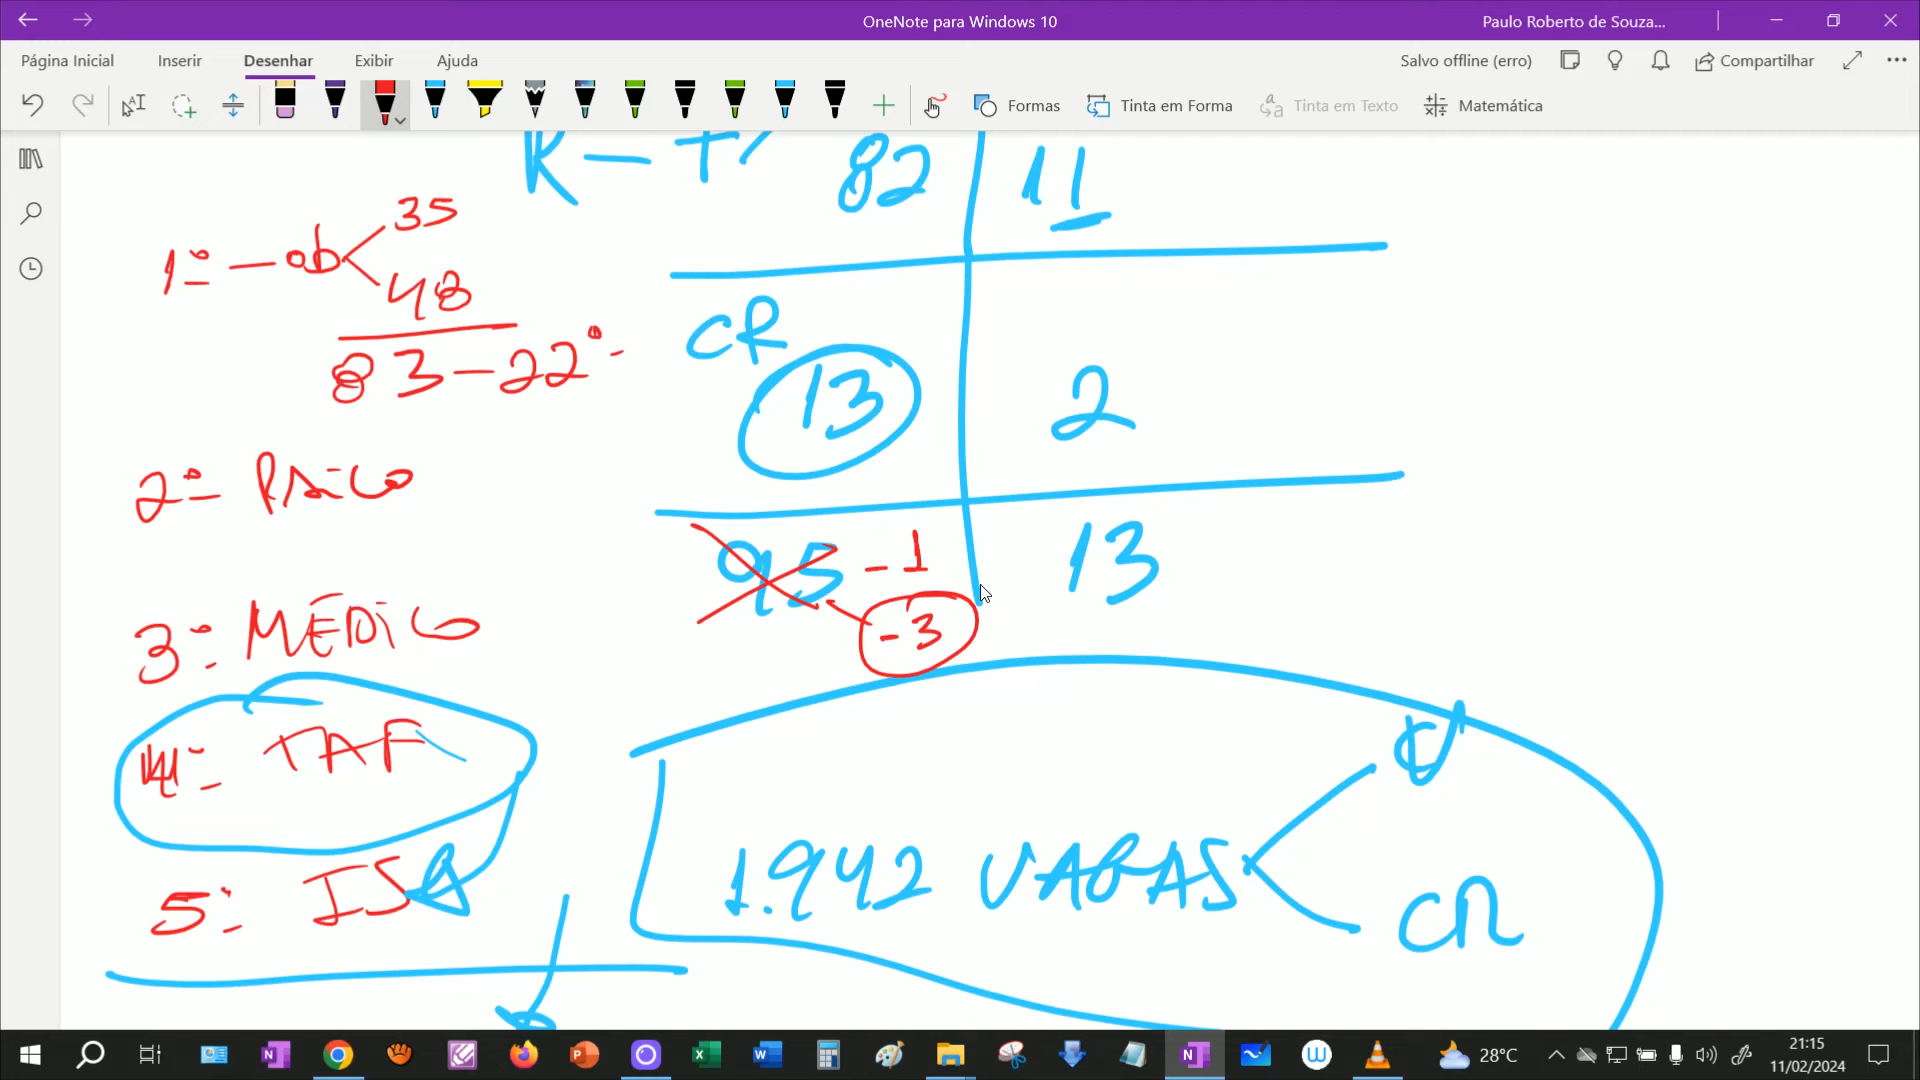 OneNote para Windows 10
Paulo Roberto de Souza...
Página Inicial
Inserir
Desenhar
Exibir
Ajuda
Salvo offline (erro)
Compartilhar
Formas
Tinta em Forma
Tinta em Texto
Matemática
82 11
1º - ob
35
48
83 - 22º
CR
13 2
2º PSICO
95 - 1 13
- 3
3º MÉDICO
4º TAF
1.942 VAGAS
CR
5º IS
28°C
21:15
11/02/2024